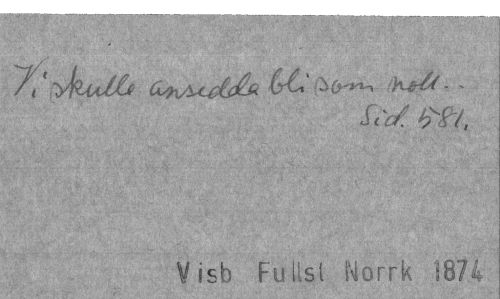 Vi skulle ansedda bli som noll..
Sid. 581.
Visb Fullst Norrk 1874